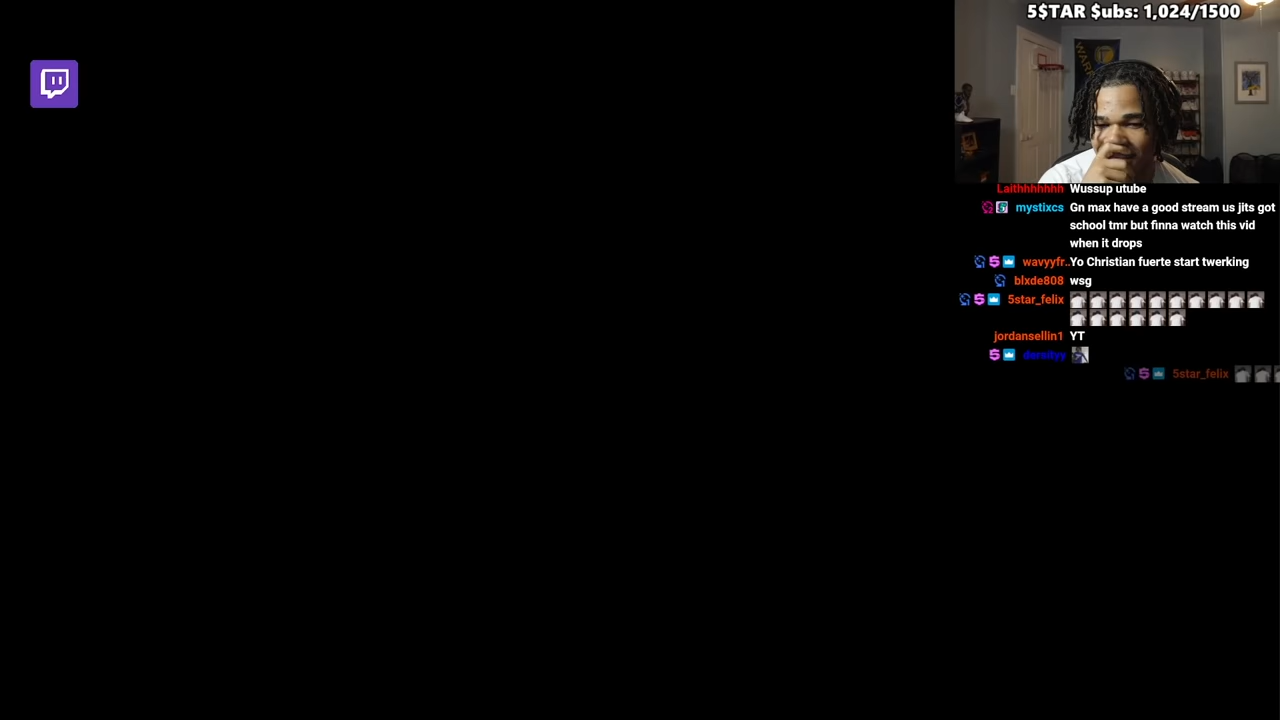 5$TAR $ubs: 1,024/1500
WARR
Laithhhhhhh Wussup utube
mystixcs Gn max have a good stream us jits got
school tmr but finna watch this vid
when it drops
wavyyfr.. Yo Christian fuerte start twerking
blxde808 wsg
5star_felix
jordansellin1 YT
5star_felix